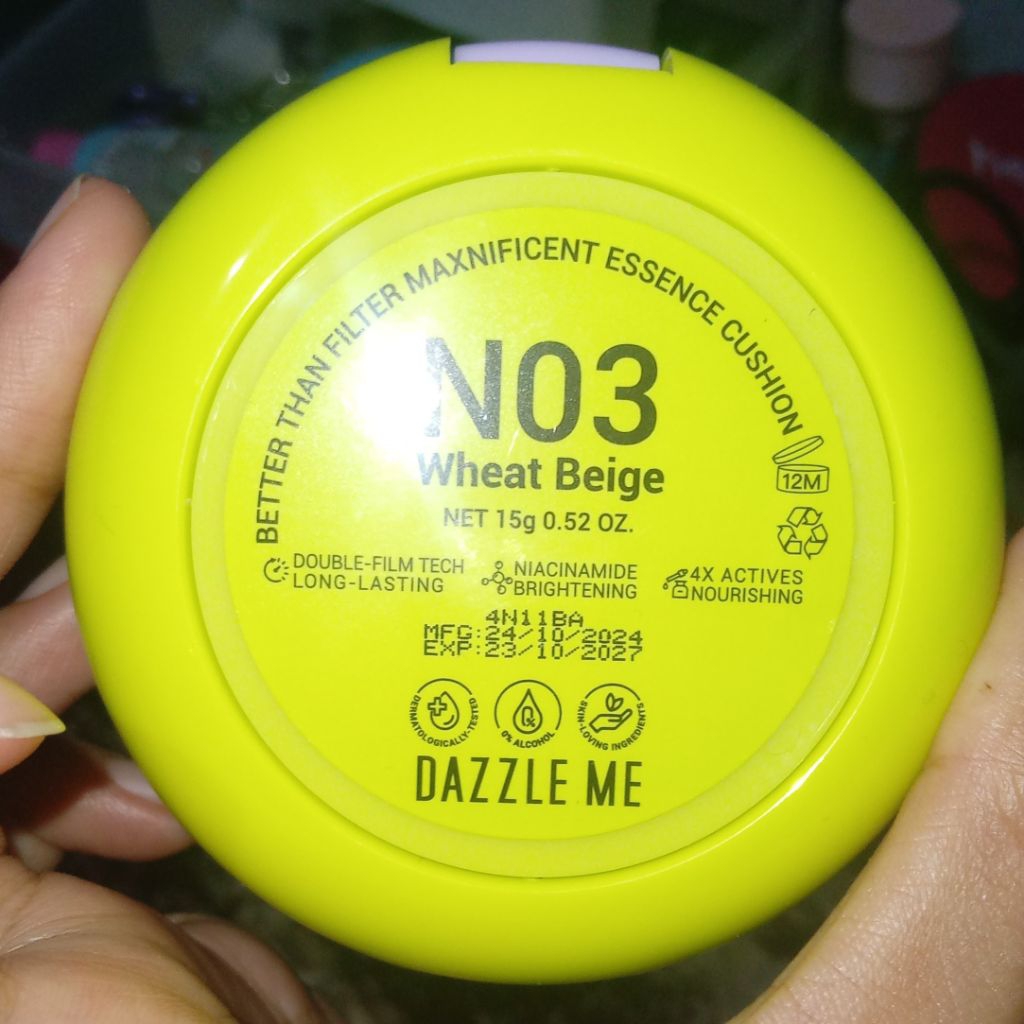 BETTER THAN FILTER MAXNIFICENT ESSENCE CUSHION
N03
Wheat Beige
12M
NET 15g 0.52 OZ.
DOUBLE-FILM TECH
LONG-LASTING
NIACINAMIDE
BRIGHTENING
4X ACTIVES
NOURISHING
4N11BA
MFG:24/10/2024
EXP:23/10/2027
DERMATOLOGICALLY-TESTED
0% ALCOHOL
SKIN-LOVING INGREDIENTS
DAZZLE ME